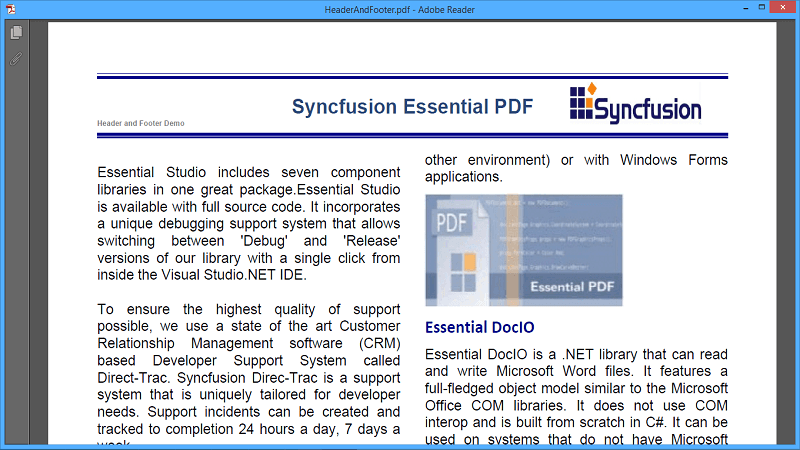 HeaderAndFooter.pdf - Adobe Reader
Syncfusion Essential PDF
Syncfusion
Header and Footer Demo
Essential Studio includes seven component
libraries in one great package.Essential Studio
is available with full source code. It incorporates
a unique debugging support system that allows
switching between 'Debug' and 'Release'
versions of our library with a single click from
inside the Visual Studio.NET IDE.
To ensure the highest quality of support
possible, we use a state of the art Customer
Relationship Management software (CRM)
based Developer Support System called
Direct-Trac. Syncfusion Direc-Trac is a support
system that is uniquely tailored for developer
needs. Support incidents can be created and
tracked to completion 24 hours a day, 7 days a
week.
other environment) or with Windows Forms
applications.
PDF
Essential PDF
Essential DocIO
Essential DocIO is a .NET library that can read
and write Microsoft Word files. It features a
full-fledged object model similar to the Microsoft
Office COM libraries. It does not use COM
interop and is built from scratch in C#. It can be
used on systems that do not have Microsoft